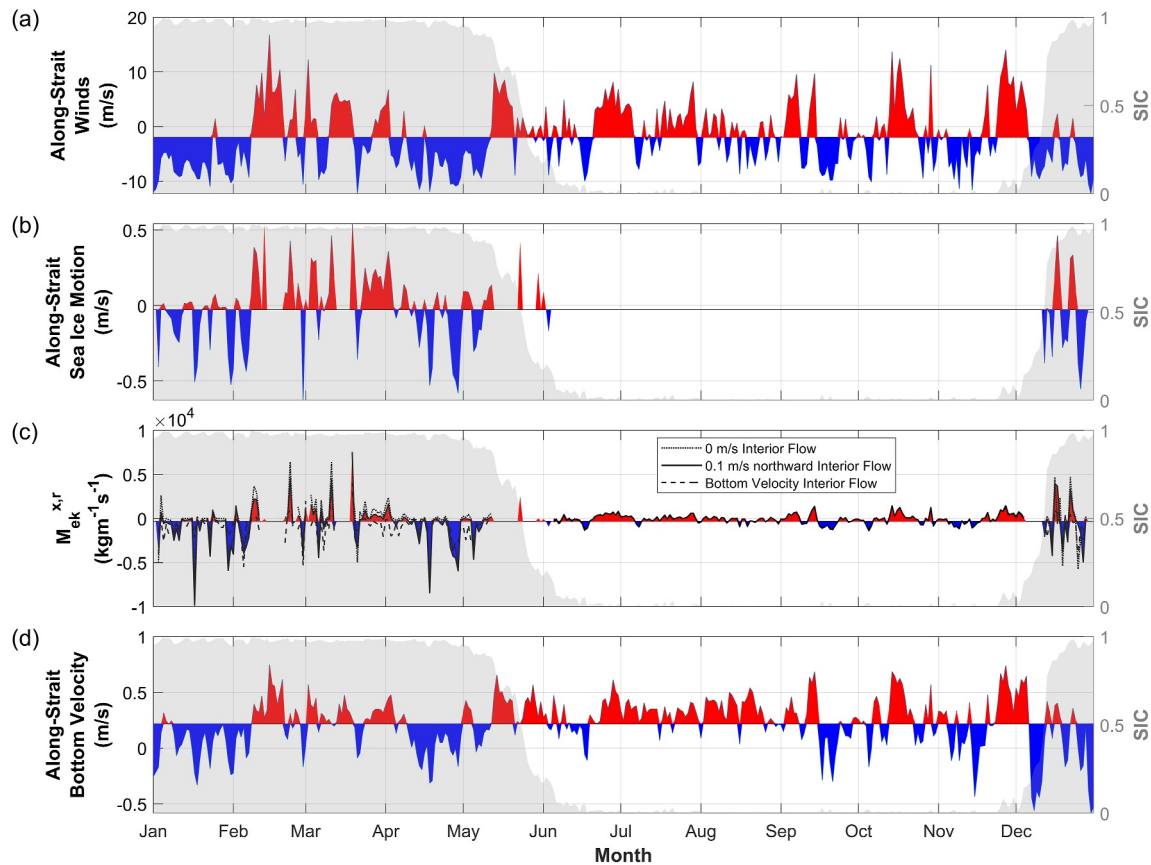 (a)
Along-Strait
Winds
(m/s)
20
10
0
-10
1
0.5
0
SIC
(b)
Along-Strait
Sea Ice Motion
(m/s)
0.5
0
-0.5
1
0.5
0
SIC
(c)
×10⁴
M_ek^x,r
(kgm⁻¹s⁻¹)
1
0.5
0
-0.5
-1
0 m/s Interior Flow
0.1 m/s northward Interior Flow
Bottom Velocity Interior Flow
1
0.5
0
SIC
(d)
Along-Strait
Bottom Velocity
(m/s)
1
0.5
0
-0.5
1
0.5
0
SIC
Jan Feb Mar Apr May Jun Jul Aug Sep Oct Nov Dec
Month